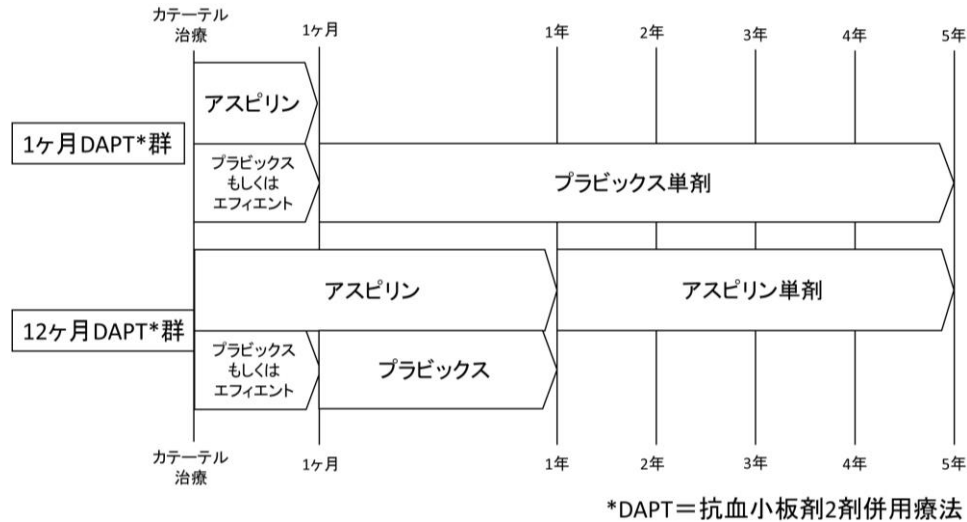 カテーテル
治療
1ヶ月
1年
2年
3年
4年
5年
アスピリン
1ヶ月DAPT*群
プラビックス
もしくは
エフィエント
プラビックス単剤
アスピリン
アスピリン単剤
12ヶ月DAPT*群
プラビックス
もしくは
エフィエント
プラビックス
カテーテル
治療
1ヶ月
1年
2年
3年
4年
5年
*DAPT＝抗血小板剤2剤併用療法